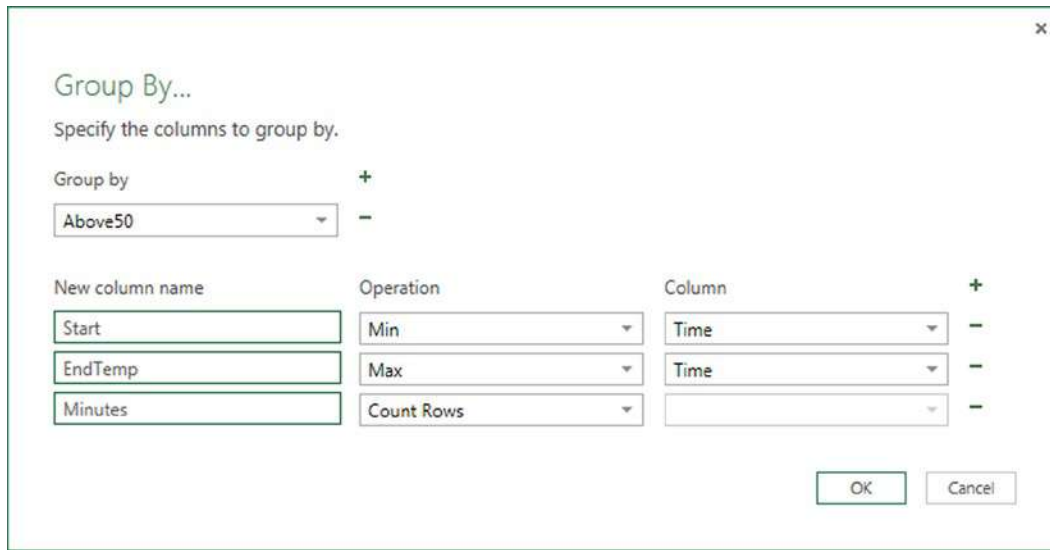 Group By...
Specify the columns to group by.
Group by
Above50
New column name Operation Column
Start Min Time
EndTemp Max Time
Minutes Count Rows
OK Cancel